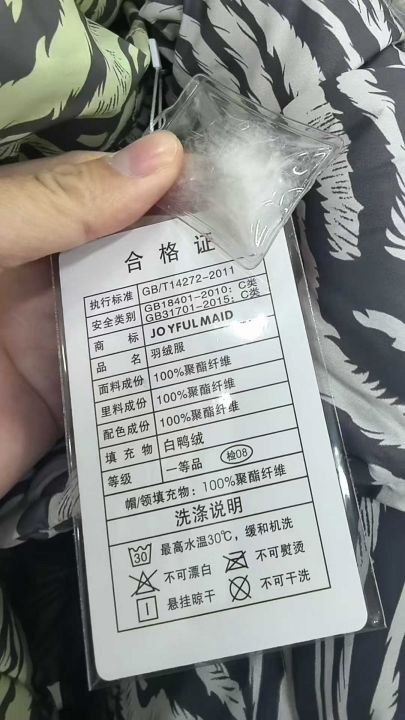 合格证
执行标准 GB/T14272-2011
安全类别 GB18401-2010：C类
GB31701-2015：C类
商标 JOYFUL MAID
品名 羽绒服
面料成份 100%聚酯纤维
里料成份 100%聚酯纤维
配色成份 100%聚酯纤维
填充物 白鸭绒
等级 一等品 检08
帽/领填充物：100%聚酯纤维
洗涤说明
30 最高水温30℃，缓和机洗
不可漂白 不可熨烫
悬挂晾干 不可干洗